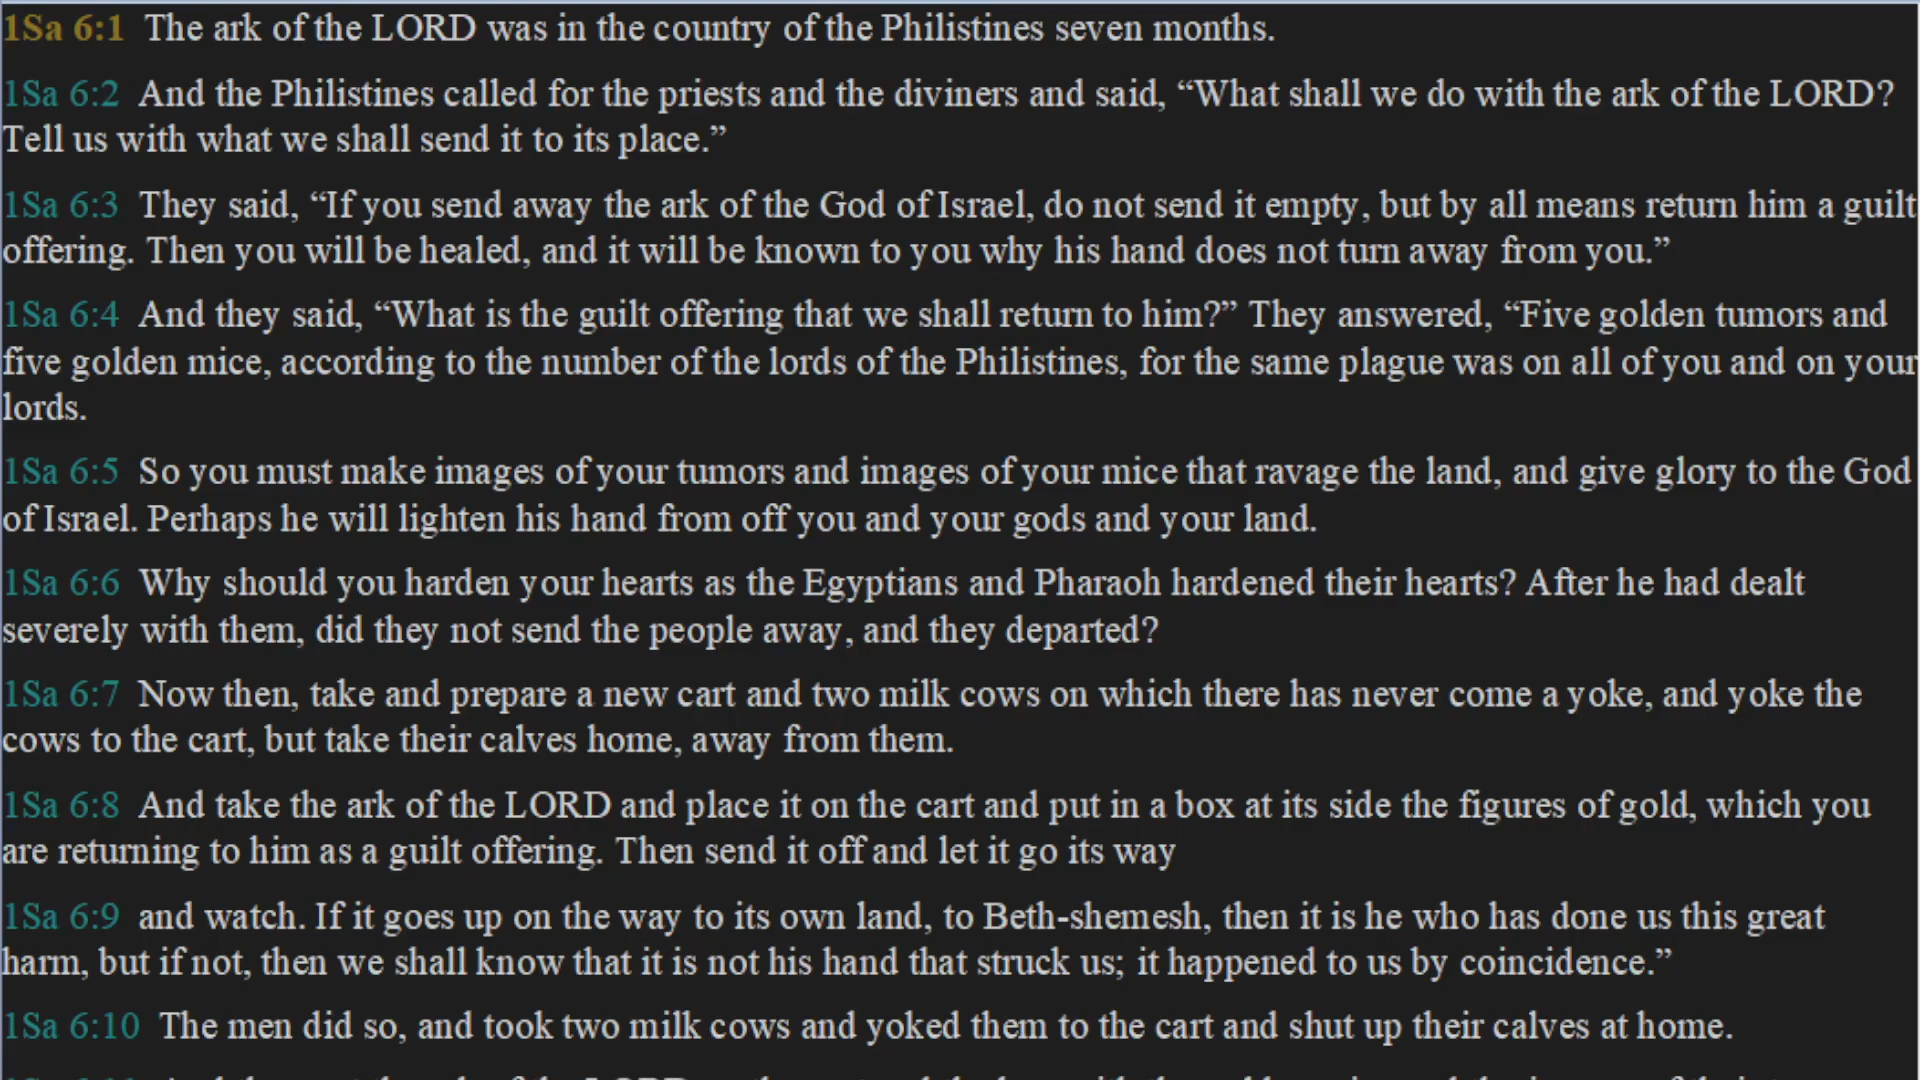 1Sa 6:1 The ark of the LORD was in the country of the Philistines seven months.
1Sa 6:2 And the Philistines called for the priests and the diviners and said, “What shall we do with the ark of the LORD?
Tell us with what we shall send it to its place.”
1Sa 6:3 They said, “If you send away the ark of the God of Israel, do not send it empty, but by all means return him a guilt
offering. Then you will be healed, and it will be known to you why his hand does not turn away from you.”
1Sa 6:4 And they said, “What is the guilt offering that we shall return to him?” They answered, “Five golden tumors and
five golden mice, according to the number of the lords of the Philistines, for the same plague was on all of you and on your
lords.
1Sa 6:5 So you must make images of your tumors and images of your mice that ravage the land, and give glory to the God
of Israel. Perhaps he will lighten his hand from off you and your gods and your land.
1Sa 6:6 Why should you harden your hearts as the Egyptians and Pharaoh hardened their hearts? After he had dealt
severely with them, did they not send the people away, and they departed?
1Sa 6:7 Now then, take and prepare a new cart and two milk cows on which there has never come a yoke, and yoke the
cows to the cart, but take their calves home, away from them.
1Sa 6:8 And take the ark of the LORD and place it on the cart and put in a box at its side the figures of gold, which you
are returning to him as a guilt offering. Then send it off and let it go its way
1Sa 6:9 and watch. If it goes up on the way to its own land, to Beth-shemesh, then it is he who has done us this great
harm, but if not, then we shall know that it is not his hand that struck us; it happened to us by coincidence.”
1Sa 6:10 The men did so, and took two milk cows and yoked them to the cart and shut up their calves at home.